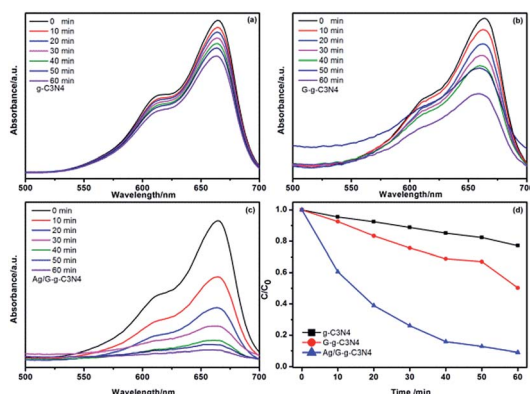 (a)
0 min
10 min
20 min
30 min
40 min
50 min
60 min
g-C3N4
Absorbance/a.u.
500 550 600 650 700
Wavelength/nm
(b)
0 min
10 min
20 min
30 min
40 min
50 min
60 min
G-g-C3N4
Absorbance/a.u.
500 550 600 650 700
Wavelength/nm
(c)
0 min
10 min
20 min
30 min
40 min
50 min
60 min
Ag/G-g-C3N4
Absorbance/a.u.
500 550 600 650 700
Wavelength/nm
(d)
1.0
0.8
0.6
0.4
0.2
0.0
C/C0
g-C3N4
G-g-C3N4
Ag/G-g-C3N4
0 10 20 30 40 50 60
Time /min